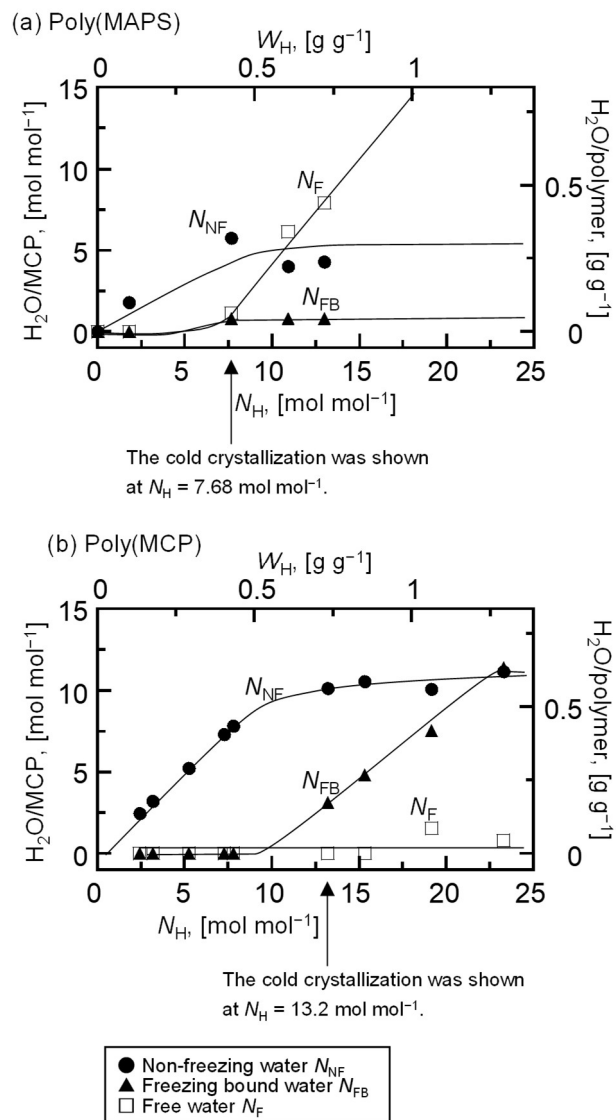 (a) Poly(MAPS)
W_H, [g g⁻¹]
0 0.5 1
15
10
5
0
H₂O/MCP, [mol mol⁻¹]
0.5
0
H₂O/polymer, [g g⁻¹]
N_NF
N_F
N_FB
0 5 10 15 20 25
N_H, [mol mol⁻¹]
The cold crystallization was shown
at N_H = 7.68 mol mol⁻¹.
(b) Poly(MCP)
W_H, [g g⁻¹]
0 0.5 1
15
10
5
0
H₂O/MCP, [mol mol⁻¹]
0.5
0
H₂O/polymer, [g g⁻¹]
N_NF
N_FB
N_F
0 5 10 15 20 25
N_H, [mol mol⁻¹]
The cold crystallization was shown
at N_H = 13.2 mol mol⁻¹.
Non-freezing water N_NF
Freezing bound water N_FB
Free water N_F